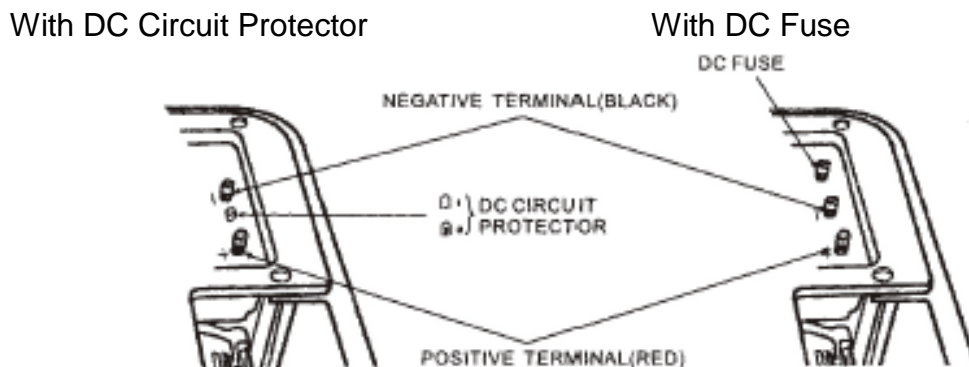 With DC Circuit Protector
With DC Fuse
DC FUSE
NEGATIVE TERMINAL(BLACK)
DC CIRCUIT
PROTECTOR
POSITIVE TERMINAL(RED)